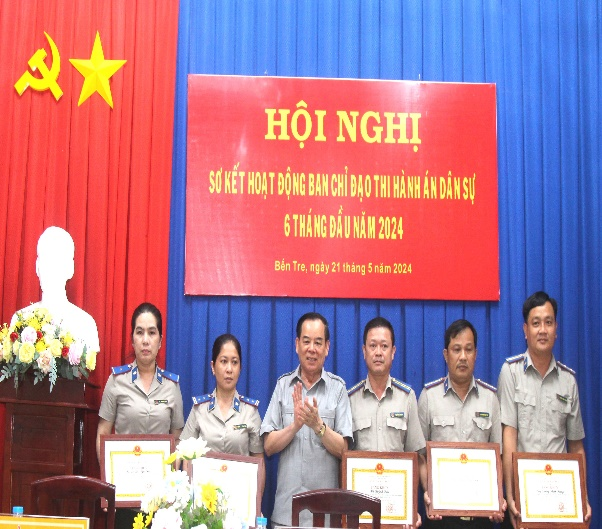 HỘI NGHỊ
SƠ KẾT HOẠT ĐỘNG BAN CHỈ ĐẠO THI HÀNH ÁN DÂN SỰ
6 THÁNG ĐẦU NĂM 2024
Bến Tre, ngày 21 tháng 5 năm 2024